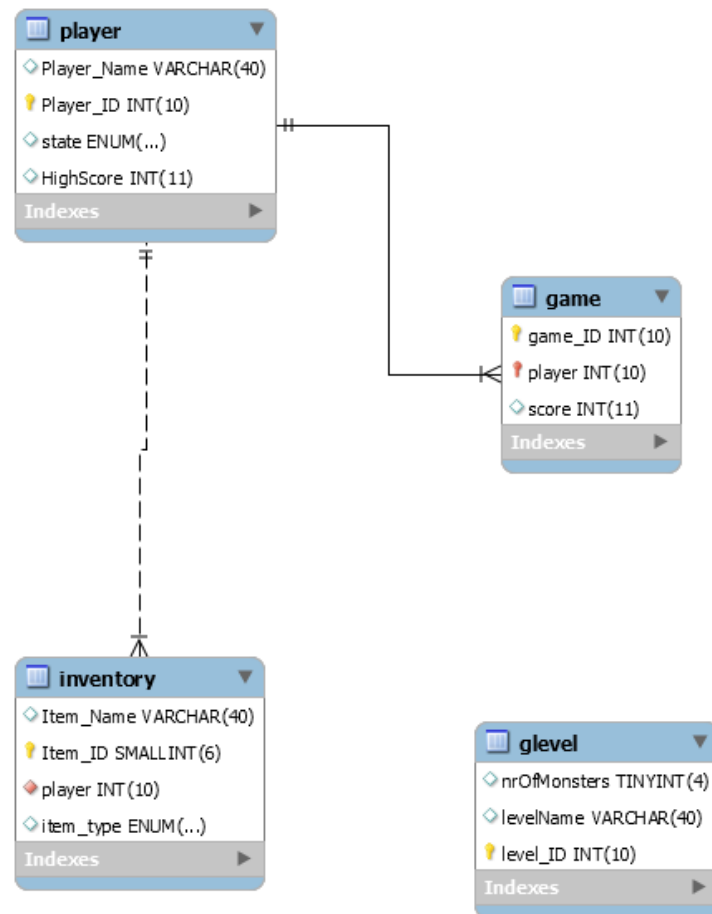 player
Player_Name VARCHAR(40)
Player_ID INT(10)
state ENUM(...)
HighScore INT(11)
Indexes
game
game_ID INT(10)
player INT(10)
score INT(11)
Indexes
inventory
Item_Name VARCHAR(40)
Item_ID SMALLINT(6)
player INT(10)
item_type ENUM(...)
Indexes
glevel
nrOfMonsters TINYINT(4)
levelName VARCHAR(40)
level_ID INT(10)
Indexes